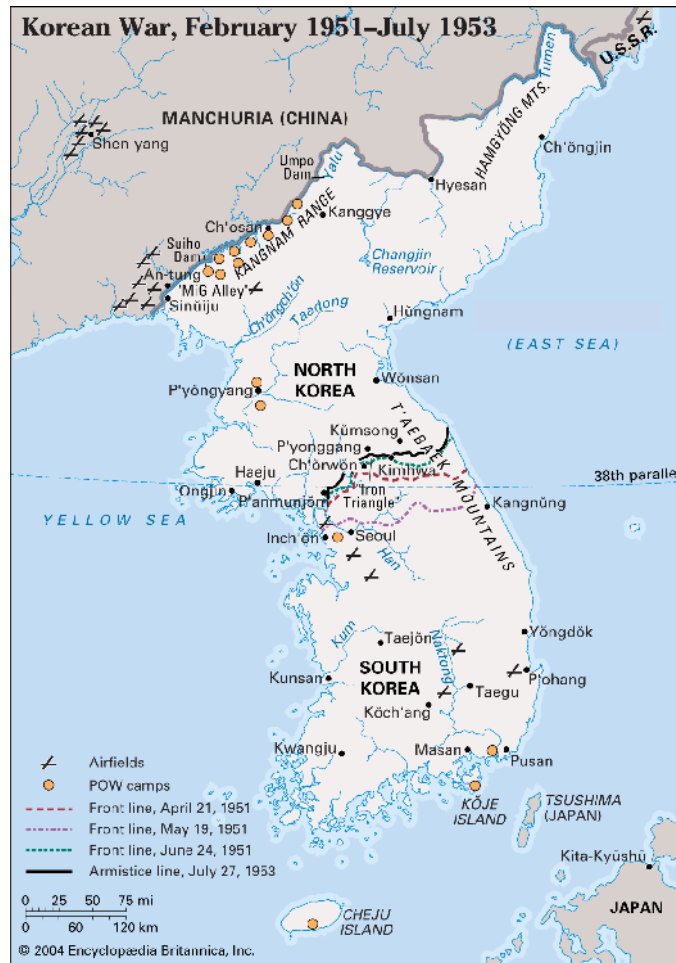 Korean War, February 1951–July 1953
U.S.S.R.
Tumen
HAMGYŎNG MTS.
MANCHURIA (CHINA)
Shen yang
Ch'ŏngjin
Umpo
Dam
Yalu
Hyesan
Kanggye
Ch'osan
KANGNAM RANGE
Suiho
Dam
Changjin
Reservoir
An-tung
"MiG Alley"
Sinŭiju
Ch'ŏngch'ŏn
Taedong
Hŭngnam
(EAST SEA)
NORTH
KOREA
Wŏnsan
P'yŏngyang
T'AEBAEK MOUNTAINS
Kŭmsong
P'yonggang
Ch'ŏrwŏn
Kimhwa
Haeju
38th parallel
Ongjin
P'anmunjŏm
"Iron
Triangle"
Kangnŭng
YELLOW SEA
Inch'ŏn
Seoul
Han
Kum
Taejŏn
Naktong
Yŏngdŏk
SOUTH
KOREA
Kunsan
P'ohang
Taegu
Kŏch'ang
Kwangju
Masan
Pusan
Airfields
POW camps
Front line, April 21, 1951
Front line, May 19, 1951
Front line, June 24, 1951
Armistice line, July 27, 1953
KŎJE
ISLAND
TSUSHIMA
(JAPAN)
Kita-Kyūshū
0 25 50 75 mi
0 60 120 km
CHEJU
ISLAND
JAPAN
© 2004 Encyclopædia Britannica, Inc.